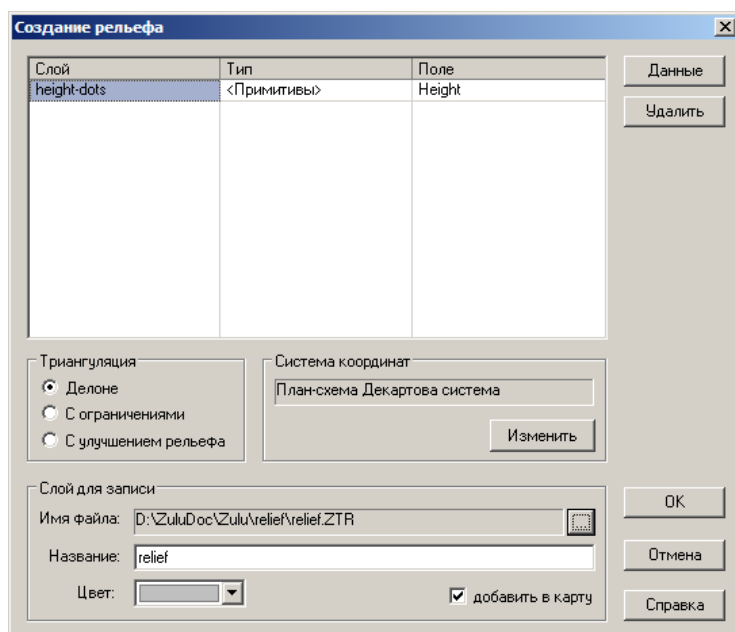 Создание рельефа
Слой Тип Поле
height-dots <Примитивы> Height
Данные
Удалить
Триангуляция
Делоне
С ограничениями
С улучшением рельефа
Система координат
План-схема Декартова система
Изменить
Слой для записи
Имя файла: D:\ZuluDoc\Zulu\relief\relief.ZTR ...
Название: relief
Цвет:
добавить в карту
OK
Отмена
Справка